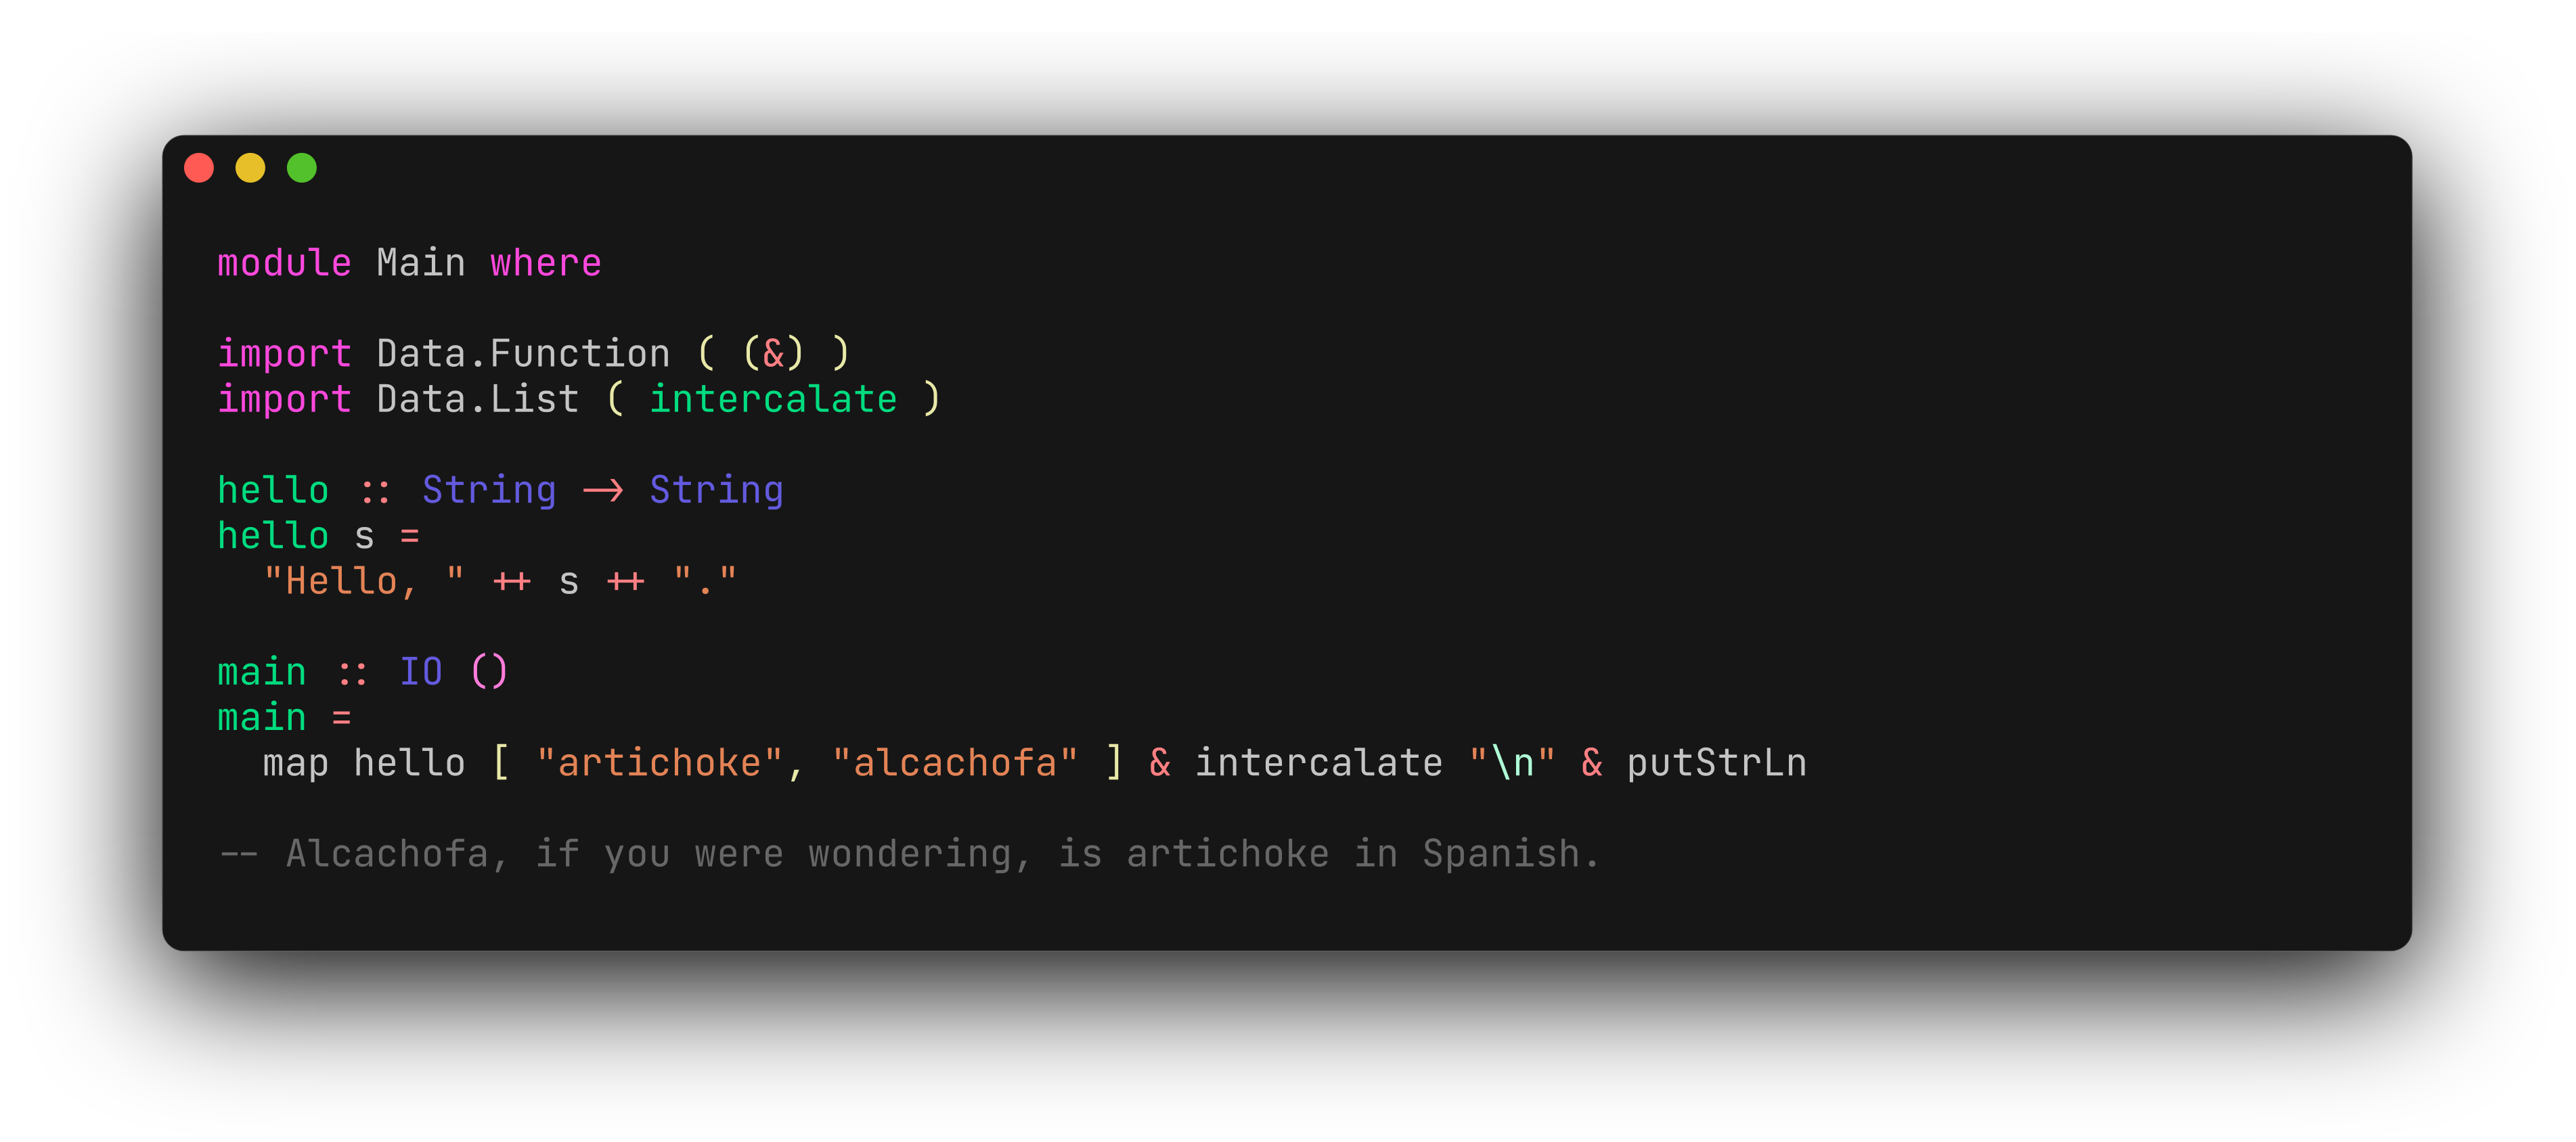 module Main where
import Data.Function ( (&) )
import Data.List ( intercalate )
hello :: String -> String
hello s =
  "Hello, " ++ s ++ "."
main :: IO ()
main =
  map hello [ "artichoke", "alcachofa" ] & intercalate "\n" & putStrLn
-- Alcachofa, if you were wondering, is artichoke in Spanish.